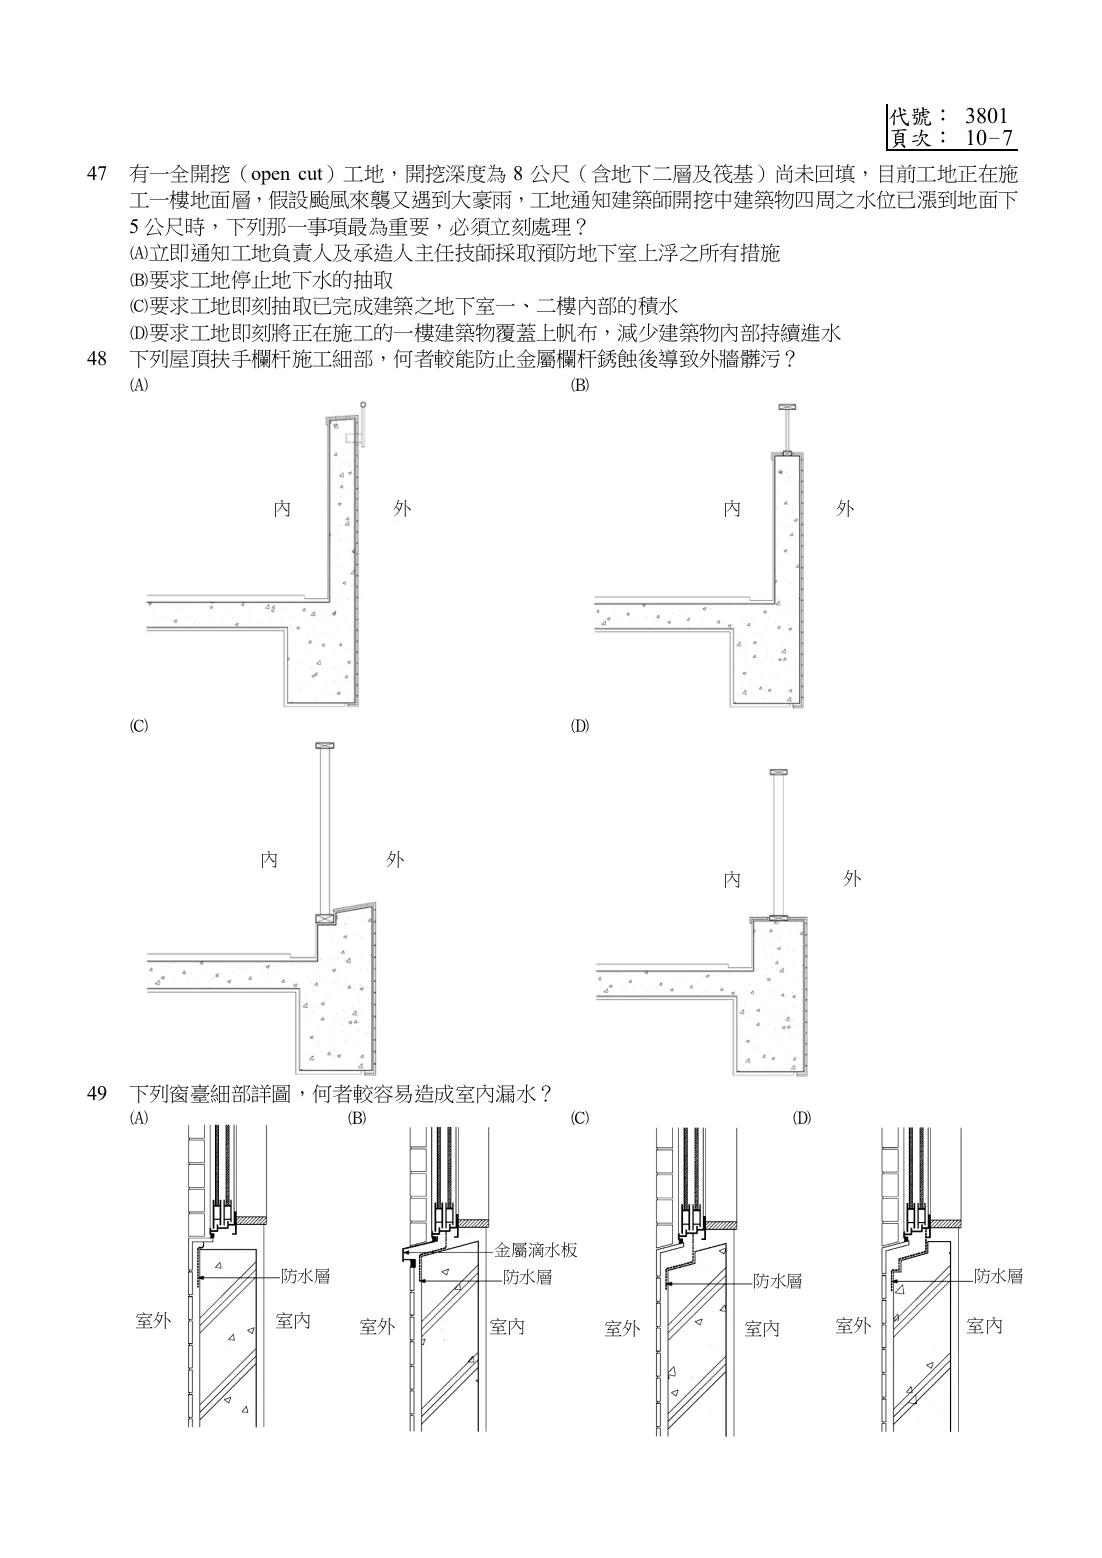 代號： 3801
頁次： 10－7
47 有一全開挖（open cut）工地，開挖深度為 8 公尺（含地下二層及筏基）尚未回填，目前工地正在施
工一樓地面層，假設颱風來襲又遇到大豪雨，工地通知建築師開挖中建築物四周之水位已漲到地面下
5 公尺時，下列那一事項最為重要，必須立刻處理？
(A)立即通知工地負責人及承造人主任技師採取預防地下室上浮之所有措施
(B)要求工地停止地下水的抽取
(C)要求工地即刻抽取已完成建築之地下室一、二樓內部的積水
(D)要求工地即刻將正在施工的一樓建築物覆蓋上帆布，減少建築物內部持續進水
48 下列屋頂扶手欄杆施工細部，何者較能防止金屬欄杆銹蝕後導致外牆髒污？
(A) (B)
內 外 內 外
(C) (D)
內 外 內 外
49 下列窗臺細部詳圖，何者較容易造成室內漏水？
(A) (B) (C) (D)
金屬滴水板
防水層 防水層 防水層 防水層
室外 室內 室外 室內 室外 室內 室外 室內